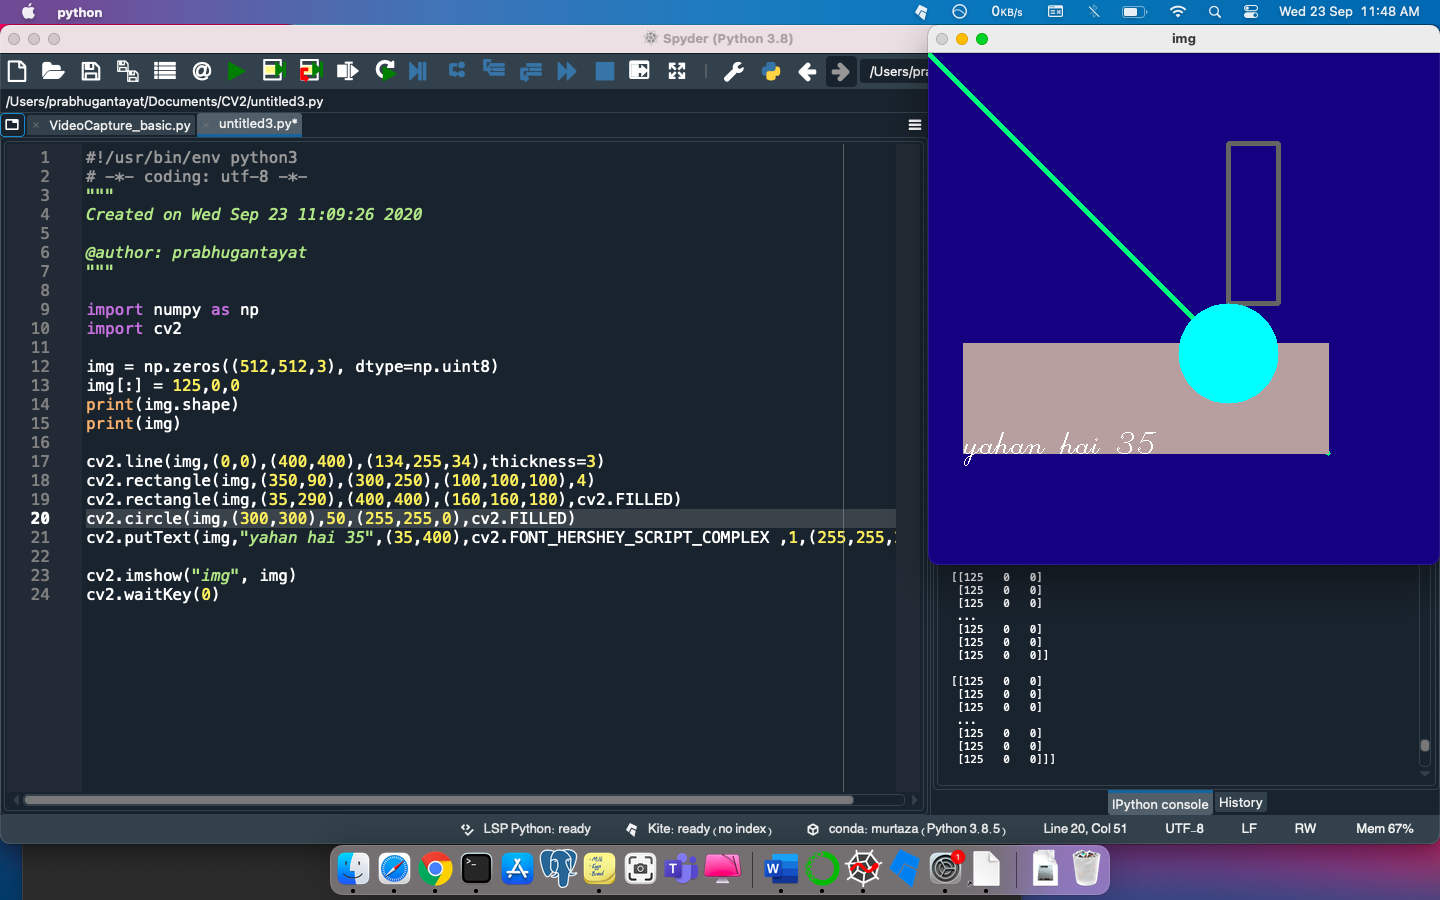 python
0KB/s
Wed 23 Sep 11:48 AM
Spyder (Python 3.8)
img
/Users/pra
/Users/prabhugantayat/Documents/CV2/untitled3.py
VideoCapture_basic.py
untitled3.py*
1 #!/usr/bin/env python3
2 # -*- coding: utf-8 -*-
3 """
4 Created on Wed Sep 23 11:09:26 2020
5
6 @author: prabhugantayat
7 """
8
9 import numpy as np
10 import cv2
11
12 img = np.zeros((512,512,3), dtype=np.uint8)
13 img[:] = 125,0,0
14 print(img.shape)
15 print(img)
16
17 cv2.line(img,(0,0),(400,400),(134,255,34),thickness=3)
18 cv2.rectangle(img,(350,90),(300,250),(100,100,100),4)
19 cv2.rectangle(img,(35,290),(400,400),(160,160,180),cv2.FILLED)
20 cv2.circle(img,(300,300),50,(255,255,0),cv2.FILLED)
21 cv2.putText(img,"yahan hai 35",(35,400),cv2.FONT_HERSHEY_SCRIPT_COMPLEX ,1,(255,255,
22
23 cv2.imshow("img", img)
24 cv2.waitKey(0)
yahan hai 35
[[125 0 0]
[125 0 0]
[125 0 0]
...
[125 0 0]
[125 0 0]
[125 0 0]]
[[125 0 0]
[125 0 0]
[125 0 0]
...
[125 0 0]
[125 0 0]
[125 0 0]]]
IPython console
History
LSP Python: ready
Kite: ready (no index)
conda: murtaza (Python 3.8.5)
Line 20, Col 51
UTF-8
LF
RW
Mem 67%
1